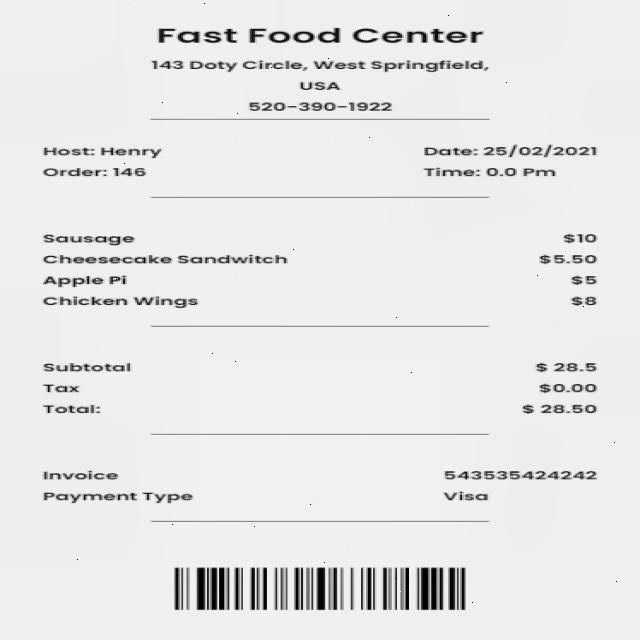 Fast Food Center
143 Doty Circle, West Springfield,
USA
520-390-1922
Host: Henry Date: 25/02/2021
Order: 146 Time: 0.0 Pm
Sausage $10
Cheesecake Sandwitch $5.50
Apple Pi $5
Chicken Wings $8
Subtotal $ 28.5
Tax $0.00
Total: $ 28.50
Invoice 543535424242
Payment Type Visa